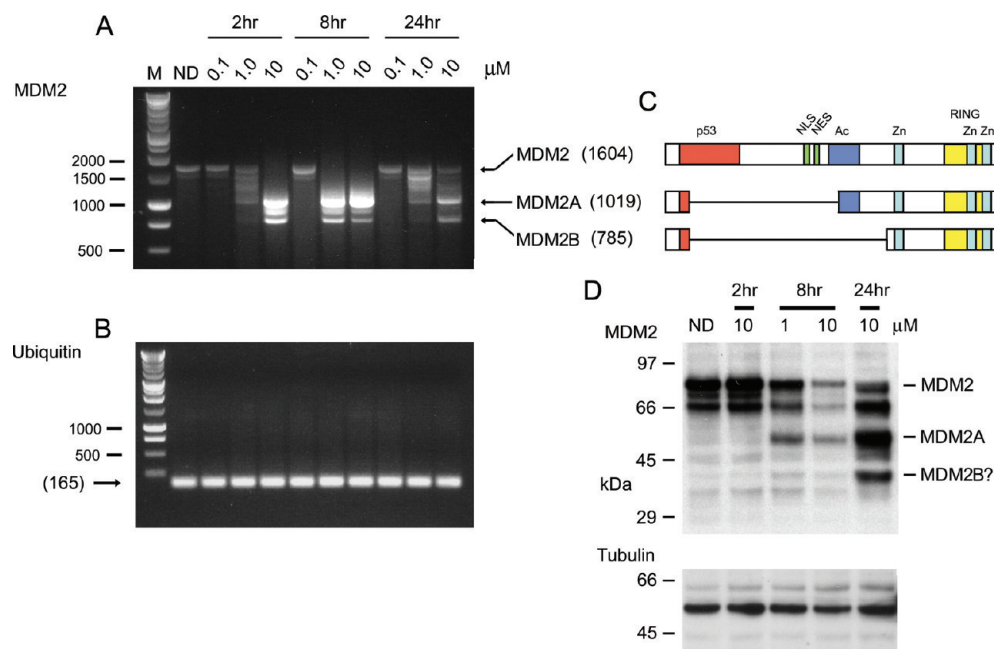 A
2hr 8hr 24hr
M ND 0.1 1.0 10 0.1 1.0 10 0.1 1.0 10 μM
MDM2
2000
1500
1000
500
MDM2 (1604)
MDM2A (1019)
MDM2B (785)
B
Ubiquitin
1000
500
(165)
C
p53 NLS NES Ac Zn RING Zn Zn
D
2hr 8hr 24hr
MDM2 ND 10 1 10 10 μM
97
66
45
kDa
29
MDM2
MDM2A
MDM2B?
Tubulin
66
45